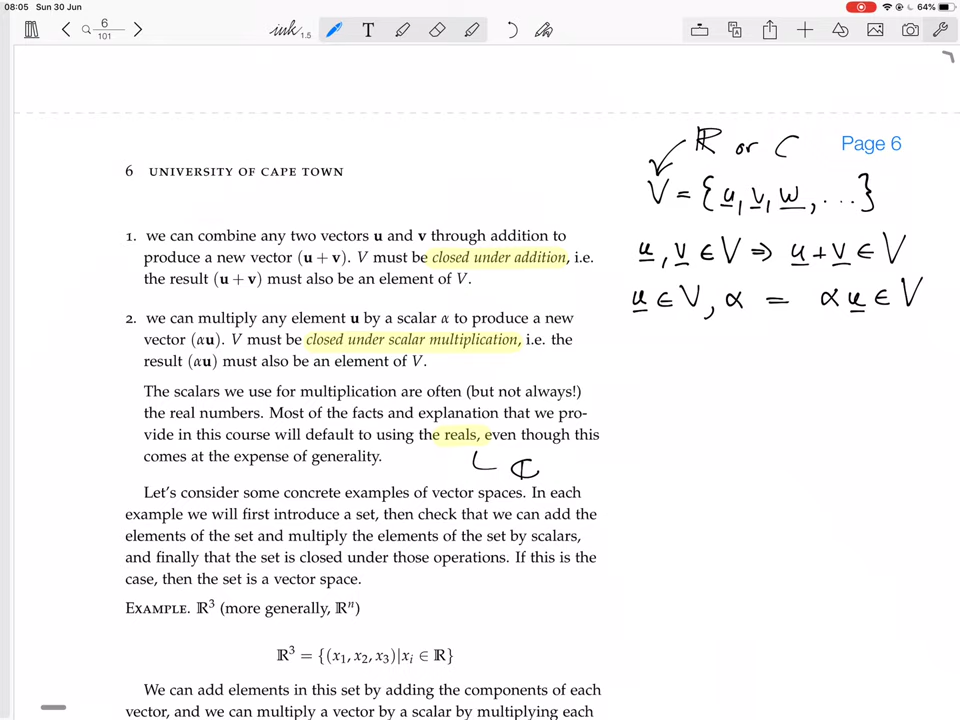 08:05 Sun 30 Jun
64%
6
101
ink 1.5
T
ℝ or C
Page 6
6 UNIVERSITY OF CAPE TOWN
V = {u, v, w, ...}
1. we can combine any two vectors u and v through addition to
produce a new vector (u + v). V must be closed under addition, i.e.
the result (u + v) must also be an element of V.
u, v ∈ V ⇒ u + v ∈ V
u ∈ V, α = αu ∈ V
2. we can multiply any element u by a scalar α to produce a new
vector (αu). V must be closed under scalar multiplication, i.e. the
result (αu) must also be an element of V.
The scalars we use for multiplication are often (but not always!)
the real numbers. Most of the facts and explanation that we pro-
vide in this course will default to using the reals, even though this
comes at the expense of generality.
ℂ
Let's consider some concrete examples of vector spaces. In each
example we will first introduce a set, then check that we can add the
elements of the set and multiply the elements of the set by scalars,
and finally that the set is closed under those operations. If this is the
case, then the set is a vector space.
EXAMPLE. ℝ³ (more generally, ℝⁿ)
ℝ³ = {(x₁, x₂, x₃)|xᵢ ∈ ℝ}
We can add elements in this set by adding the components of each
vector, and we can multiply a vector by a scalar by multiplying each